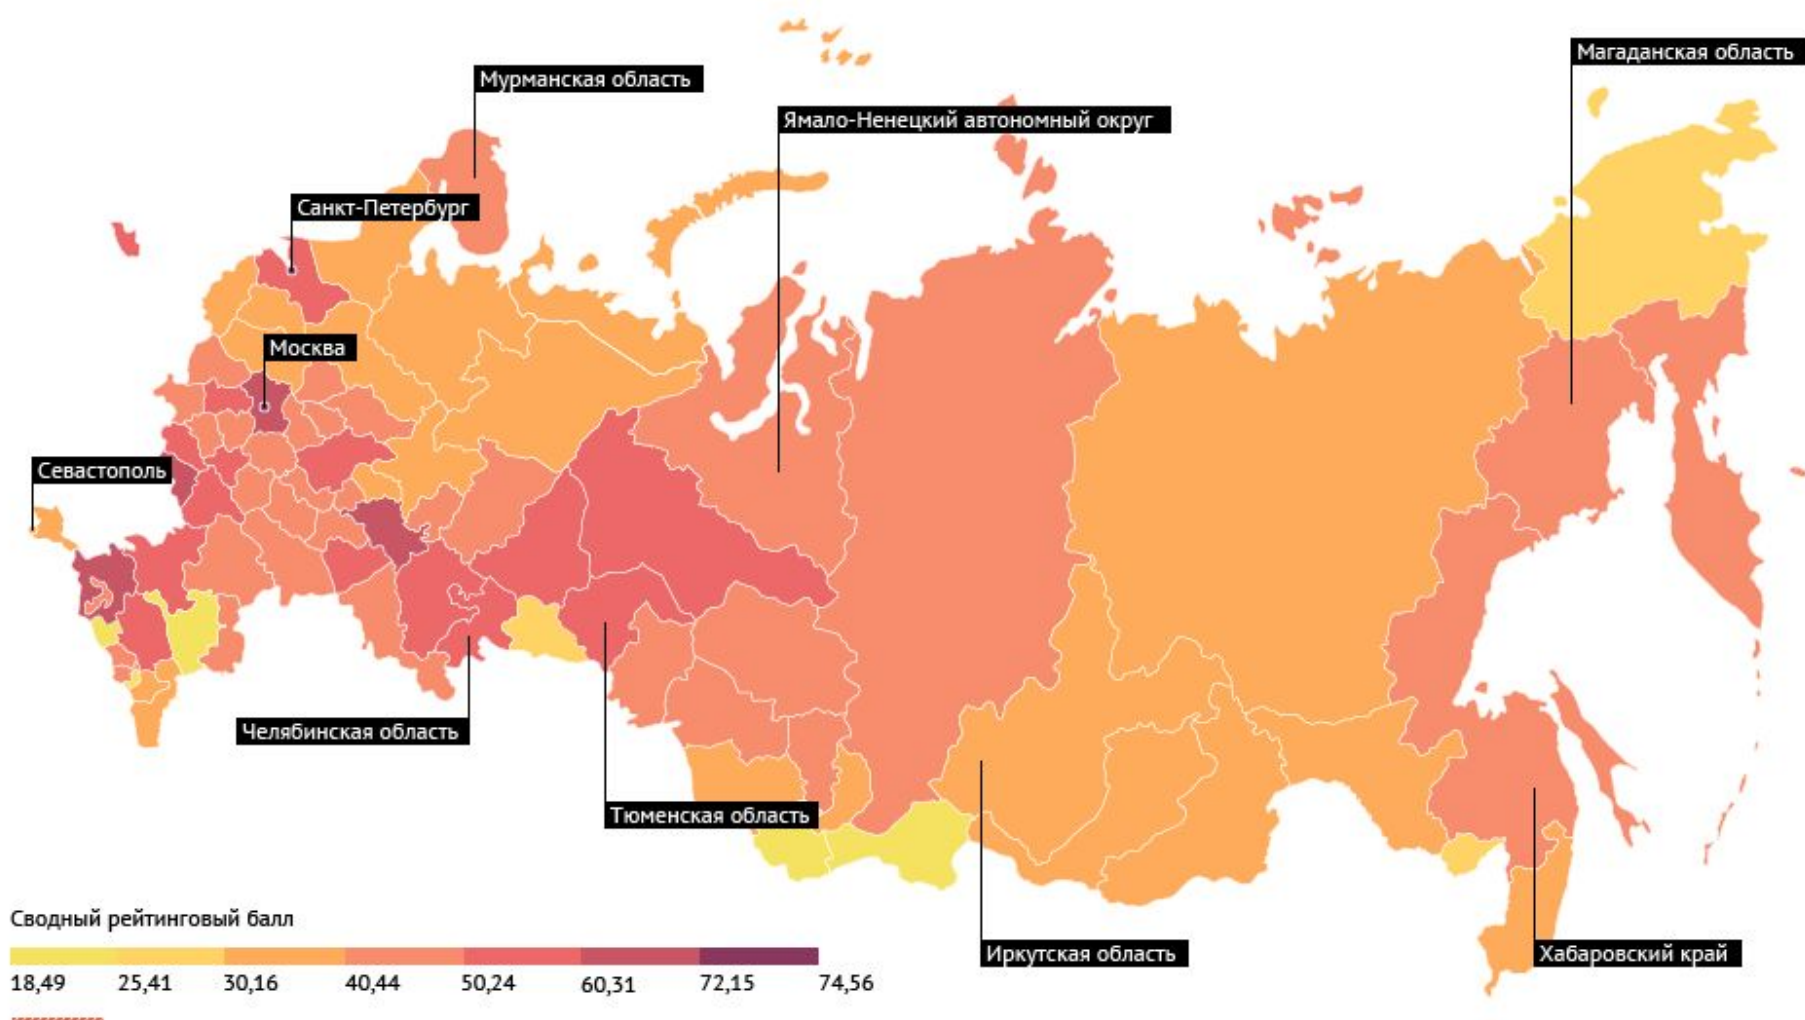 Магаданская область
Мурманская область
Ямало-Ненецкий автономный округ
Санкт-Петербург
Москва
Севастополь
Челябинская область
Тюменская область
Иркутская область
Хабаровский край
Сводный рейтинговый балл
18,49 25,41 30,16 40,44 50,24 60,31 72,15 74,56